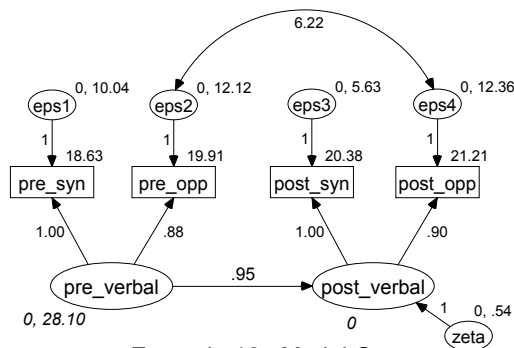 6.22
0, 10.04
0, 12.12
0, 5.63
0, 12.36
eps1
eps2
eps3
eps4
1
1
1
1
18.63
19.91
20.38
21.21
pre_syn
pre_opp
post_syn
post_opp
1.00
.88
1.00
.90
pre_verbal
.95
post_verbal
0, 28.10
0
1
0, .54
zeta